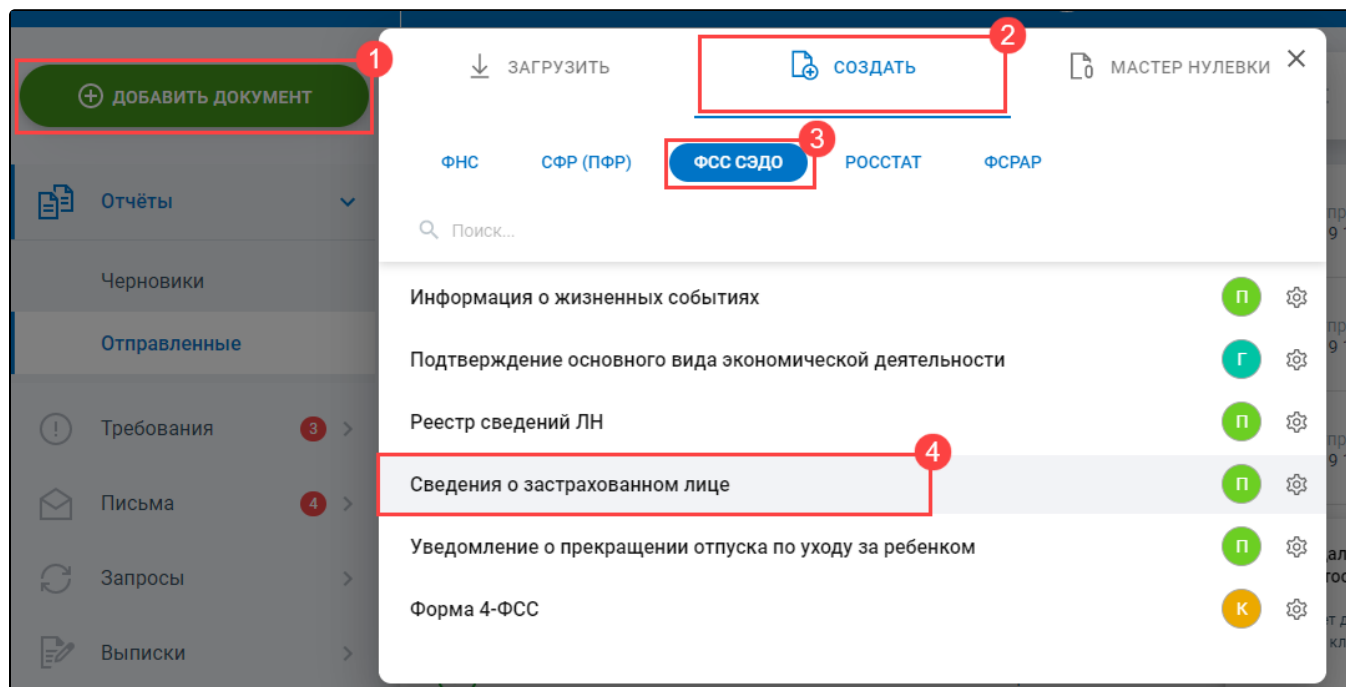 1
ДОБАВИТЬ ДОКУМЕНТ
Отчёты
Черновики
Отправленные
Требования 3
Письма 4
Запросы
Выписки
2
ЗАГРУЗИТЬ СОЗДАТЬ МАСТЕР НУЛЕВКИ
3
ФНС СФР (ПФР) ФСС СЭДО РОССТАТ ФСРАР
Поиск...
Информация о жизненных событиях П
Подтверждение основного вида экономической деятельности Г
Реестр сведений ЛН П
4
Сведения о застрахованном лице П
Уведомление о прекращении отпуска по уходу за ребенком П
Форма 4-ФСС К